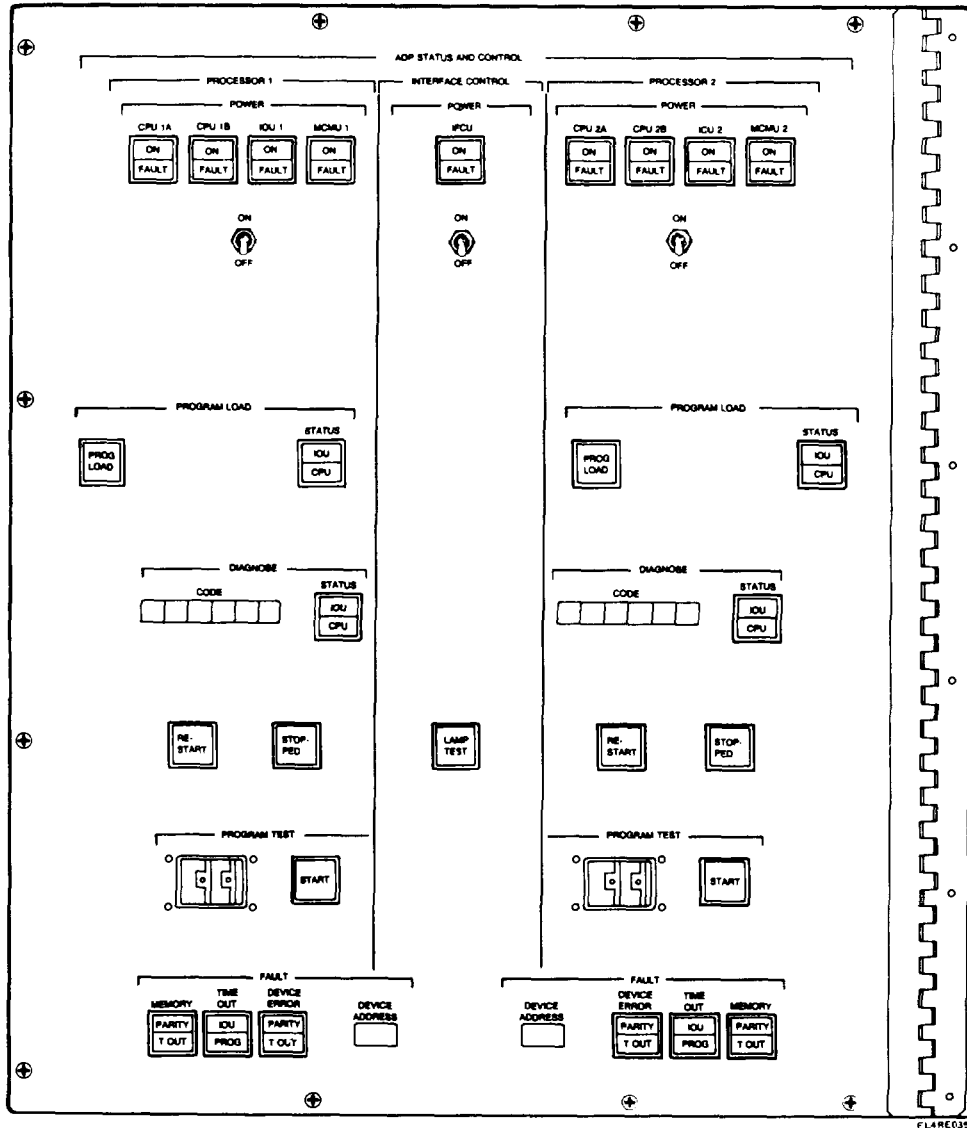 ADP STATUS AND CONTROL
PROCESSOR 1 INTERFACE CONTROL PROCESSOR 2
POWER POWER POWER
CPU 1A CPU 1B IOU 1 MCMU 1 IFCU CPU 2A CPU 2B ICU 2 MCMU 2
ON ON ON ON ON ON ON ON ON
FAULT FAULT FAULT FAULT FAULT FAULT FAULT FAULT FAULT
ON ON ON
OFF OFF OFF
PROGRAM LOAD PROGRAM LOAD
STATUS STATUS
PROG LOAD IOU CPU PROG LOAD IOU CPU
DIAGNOSE DIAGNOSE
CODE STATUS CODE STATUS
IOU IOU
CPU CPU
RE- STOP- LAMP RE- STOP-
START PED TEST START PED
PROGRAM TEST PROGRAM TEST
START START
FAULT FAULT
MEMORY TIME OUT DEVICE ERROR DEVICE ADDRESS DEVICE ADDRESS DEVICE ERROR TIME OUT MEMORY
PARITY IOU PARITY PARITY IOU PARITY
T OUT PROG T OUT T OUT PROG T OUT